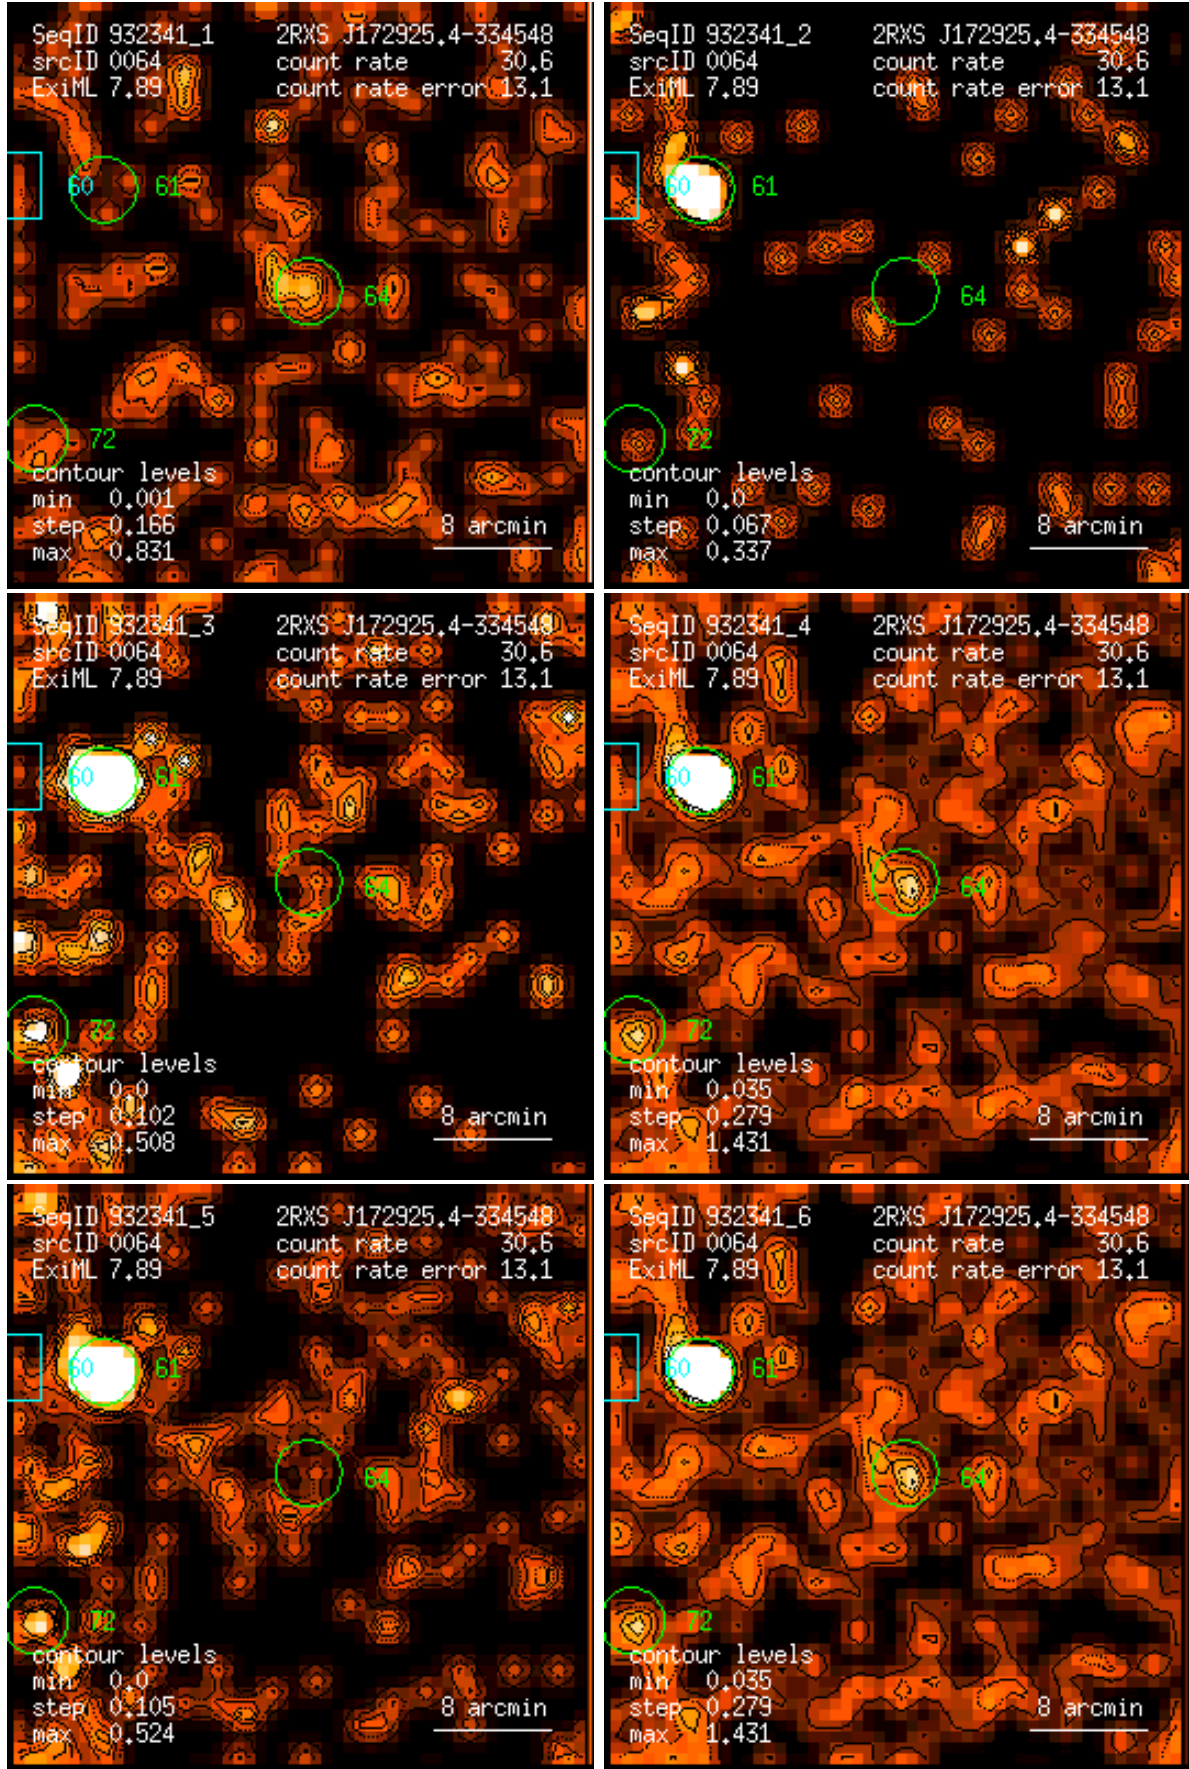 SeqID 932341_1 2RXS J172925.4-334548
srcID 0064 count rate 30.6
ExiML 7.89 count rate error 13.1
60 61
64
72
contour levels
min 0.001
step 0.166
max 0.831
8 arcmin
SeqID 932341_2 2RXS J172925.4-334548
srcID 0064 count rate 30.6
ExiML 7.89 count rate error 13.1
60 61
64
72
contour levels
min 0.0
step 0.067
max 0.337
8 arcmin
SeqID 932341_3 2RXS J172925.4-334548
srcID 0064 count rate 30.6
ExiML 7.89 count rate error 13.1
60 61
64
72
contour levels
min 0.0
step 0.102
max 0.508
8 arcmin
SeqID 932341_4 2RXS J172925.4-334548
srcID 0064 count rate 30.6
ExiML 7.89 count rate error 13.1
60 61
64
72
contour levels
min 0.035
step 0.279
max 1.431
8 arcmin
SeqID 932341_5 2RXS J172925.4-334548
srcID 0064 count rate 30.6
ExiML 7.89 count rate error 13.1
60 61
64
72
contour levels
min 0.0
step 0.105
max 0.524
8 arcmin
SeqID 932341_6 2RXS J172925.4-334548
srcID 0064 count rate 30.6
ExiML 7.89 count rate error 13.1
60 61
64
72
contour levels
min 0.035
step 0.279
max 1.431
8 arcmin